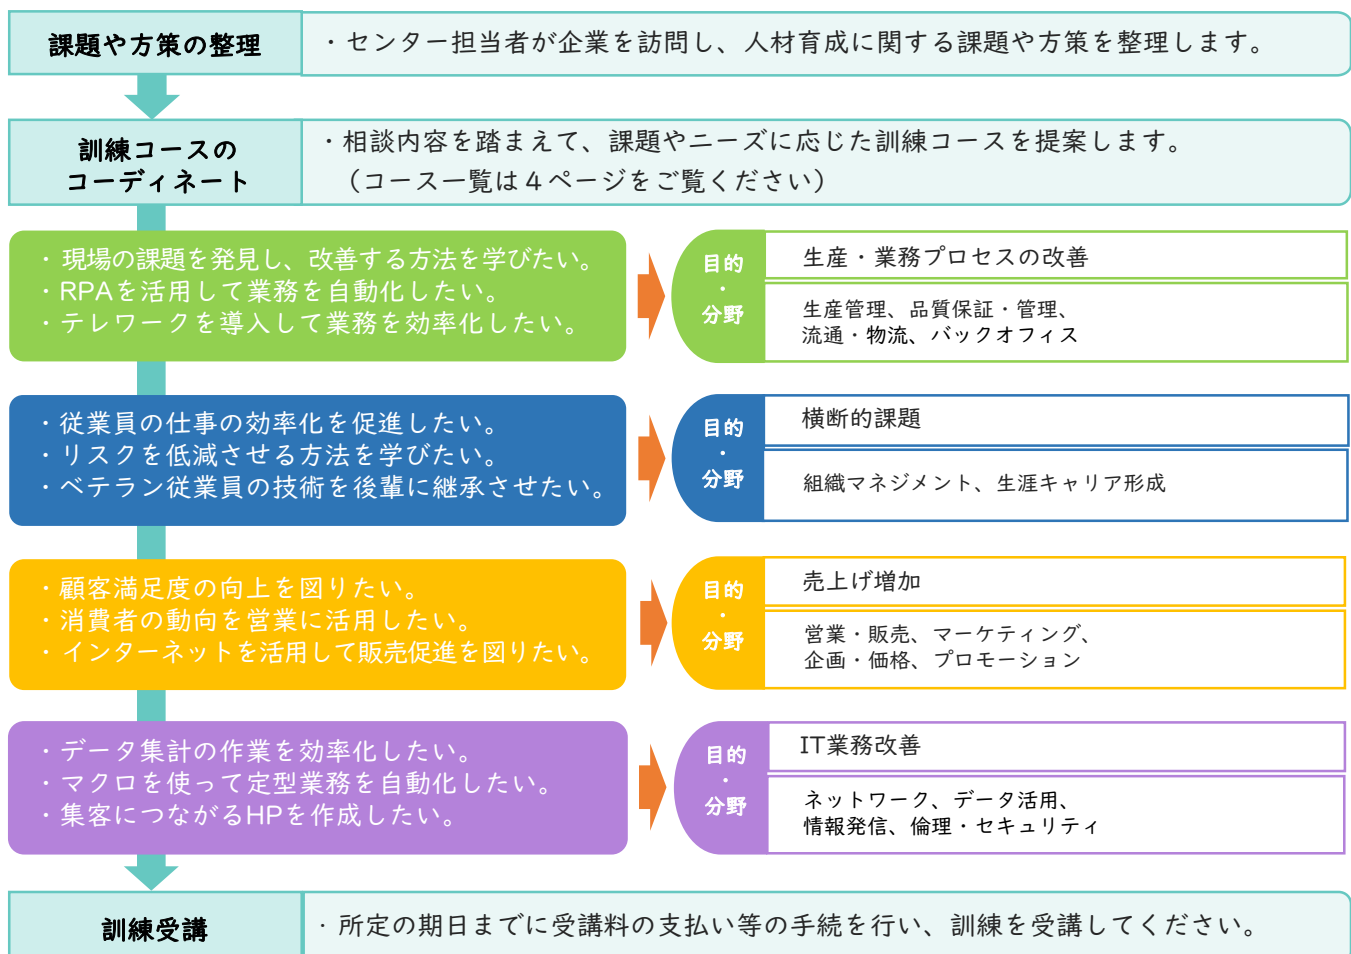 課題や方策の整理
・センター担当者が企業を訪問し、人材育成に関する課題や方策を整理します。
訓練コースの
コーディネート
・相談内容を踏まえて、課題やニーズに応じた訓練コースを提案します。
（コース一覧は４ページをご覧ください）
・現場の課題を発見し、改善する方法を学びたい。
・RPAを活用して業務を自動化したい。
・テレワークを導入して業務を効率化したい。
目的
・
分野
生産・業務プロセスの改善
生産管理、品質保証・管理、
流通・物流、バックオフィス
・従業員の仕事の効率化を促進したい。
・リスクを低減させる方法を学びたい。
・ベテラン従業員の技術を後輩に継承させたい。
目的
・
分野
横断的課題
組織マネジメント、生涯キャリア形成
・顧客満足度の向上を図りたい。
・消費者の動向を営業に活用したい。
・インターネットを活用して販売促進を図りたい。
目的
・
分野
売上げ増加
営業・販売、マーケティング、
企画・価格、プロモーション
・データ集計の作業を効率化したい。
・マクロを使って定型業務を自動化したい。
・集客につながるHPを作成したい。
目的
・
分野
IT業務改善
ネットワーク、データ活用、
情報発信、倫理・セキュリティ
訓練受講
・所定の期日までに受講料の支払い等の手続を行い、訓練を受講してください。